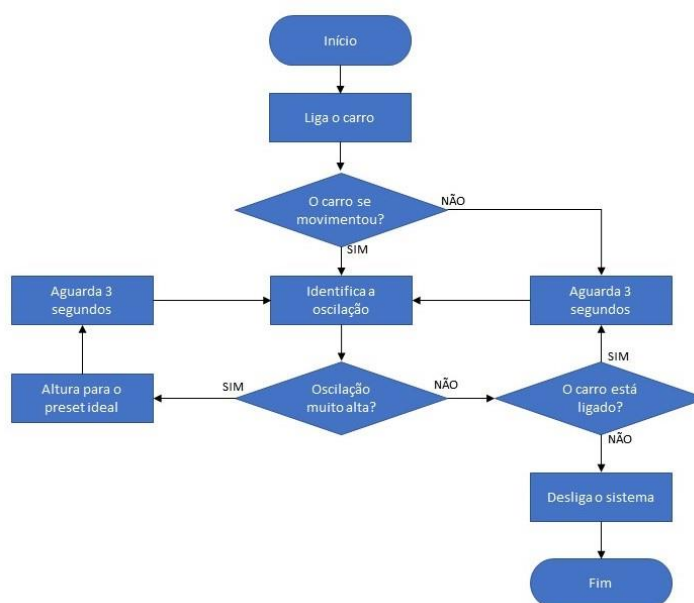 Início
Liga o carro
O carro se
movimentou?
NÃO
SIM
Aguarda 3
segundos
Identifica a
oscilação
Aguarda 3
segundos
SIM
Altura para o
preset ideal
SIM
Oscilação
muito alta?
NÃO
O carro está
ligado?
NÃO
Desliga o sistema
Fim